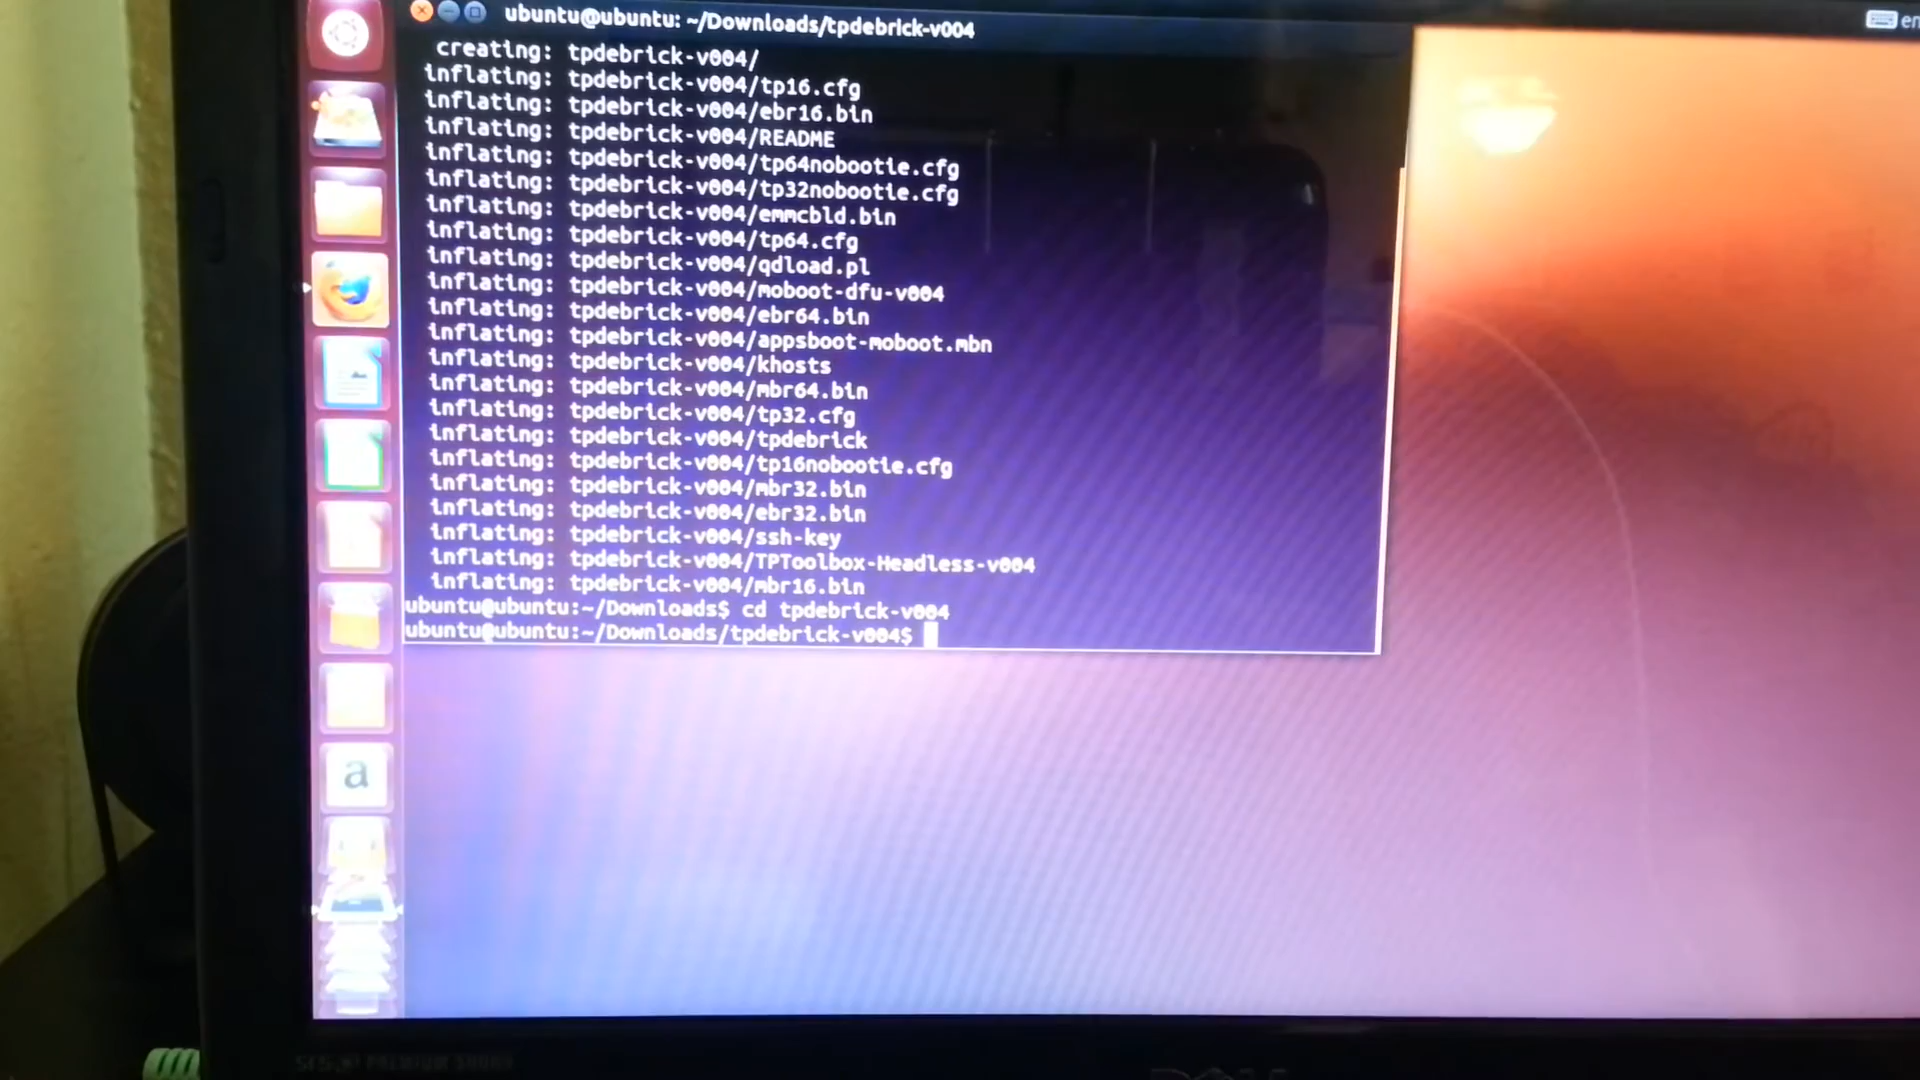 ubuntu@ubuntu: ~/Downloads/tpdebrick-v004
en
creating: tpdebrick-v004/
inflating: tpdebrick-v004/tp16.cfg
inflating: tpdebrick-v004/ebr16.bin
inflating: tpdebrick-v004/README
inflating: tpdebrick-v004/tp64nobootie.cfg
inflating: tpdebrick-v004/tp32nobootie.cfg
inflating: tpdebrick-v004/emmcbld.bin
inflating: tpdebrick-v004/tp64.cfg
inflating: tpdebrick-v004/qdload.pl
inflating: tpdebrick-v004/moboot-dfu-v004
inflating: tpdebrick-v004/ebr64.bin
inflating: tpdebrick-v004/appsboot-moboot.mbn
inflating: tpdebrick-v004/khosts
inflating: tpdebrick-v004/mbr64.bin
inflating: tpdebrick-v004/tp32.cfg
inflating: tpdebrick-v004/tpdebrick
inflating: tpdebrick-v004/tp16nobootie.cfg
inflating: tpdebrick-v004/mbr32.bin
inflating: tpdebrick-v004/ebr32.bin
inflating: tpdebrick-v004/ssh-key
inflating: tpdebrick-v004/TPToolbox-Headless-v004
inflating: tpdebrick-v004/mbr16.bin
ubuntu@ubuntu:~/Downloads$ cd tpdebrick-v004
ubuntu@ubuntu:~/Downloads/tpdebrick-v004$
a